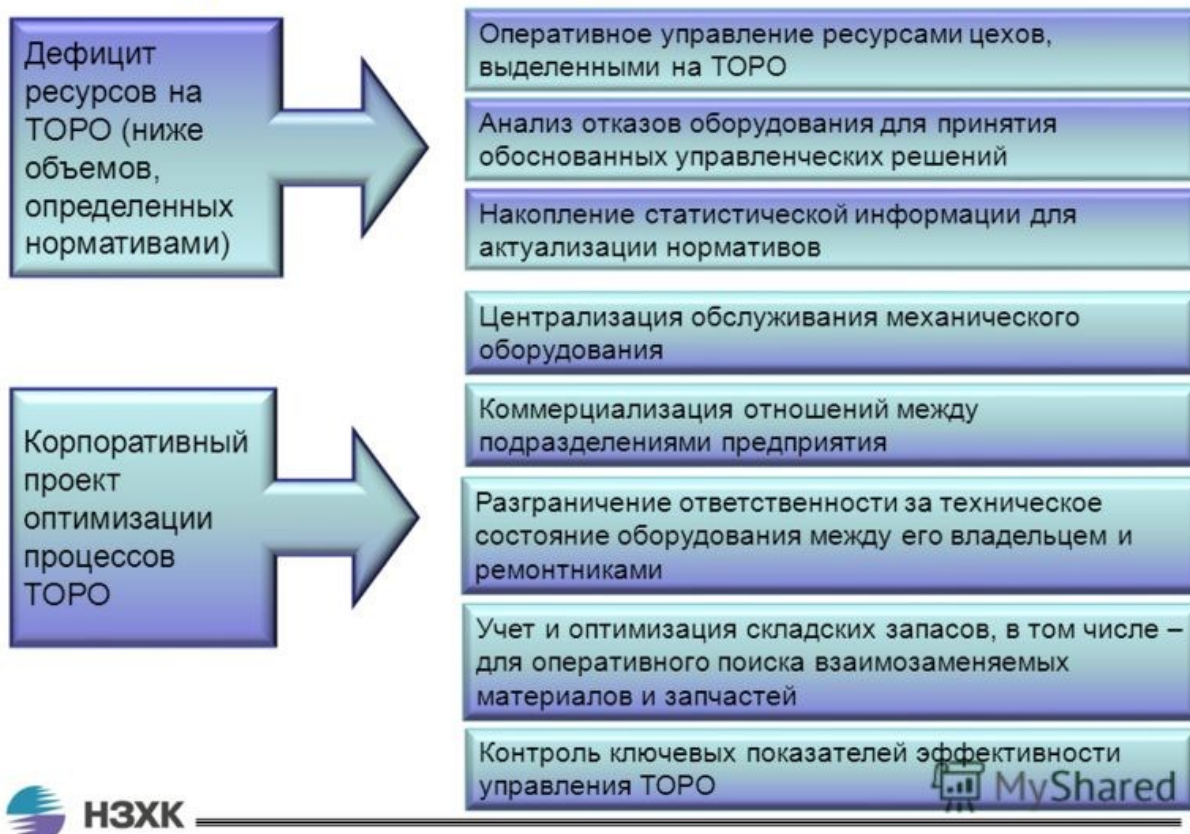 Дефицит
ресурсов на
ТОРО (ниже
объемов,
определенных
нормативами)
Оперативное управление ресурсами цехов,
выделенными на ТОРО
Анализ отказов оборудования для принятия
обоснованных управленческих решений
Накопление статистической информации для
актуализации нормативов
Корпоративный
проект
оптимизации
процессов
ТОРО
Централизация обслуживания механического
оборудования
Коммерциализация отношений между
подразделениями предприятия
Разграничение ответственности за техническое
состояние оборудования между его владельцем и
ремонтниками
Учет и оптимизация складских запасов, в том числе –
для оперативного поиска взаимозаменяемых
материалов и запчастей
Контроль ключевых показателей эффективности
управления ТОРО
MyShared
НЗХК